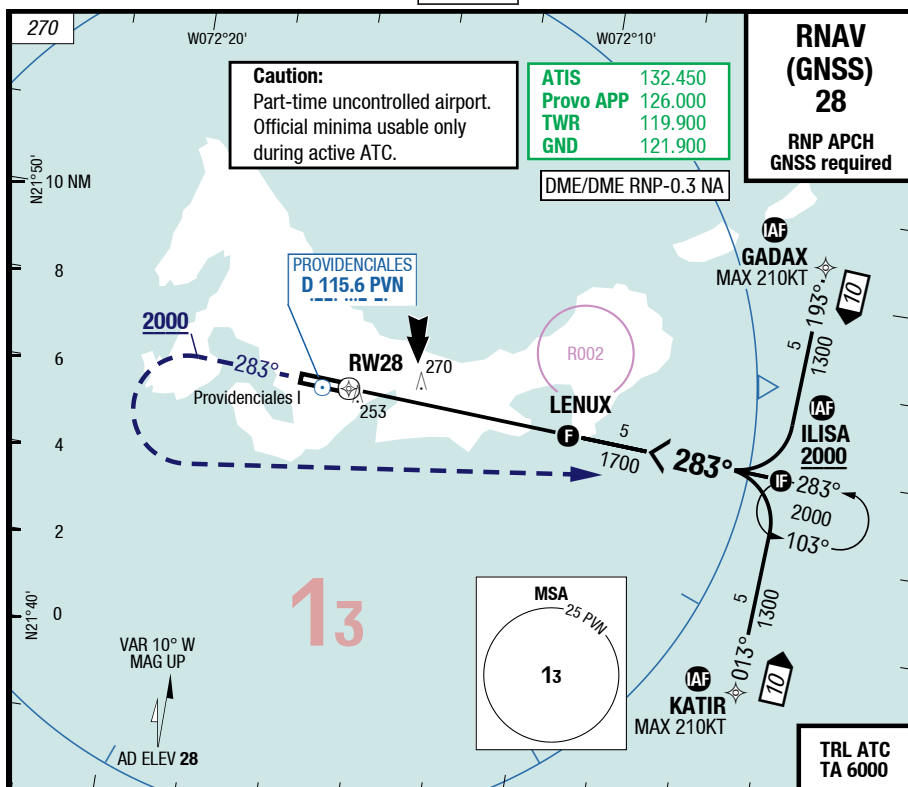 270
W072°20'
W072°10'
RNAV
(GNSS)
28
RNP APCH
GNSS required
Caution:
Part-time uncontrolled airport.
Official minima usable only
during active ATC.
ATIS 132.450
Provo APP 126.000
TWR 119.900
GND 121.900
DME/DME RNP-0.3 NA
N21°50'
10 NM
8
6
4
2
0
N21°40'
IAF
GADAX
MAX 210KT
193°
10
5
1300
PROVIDENCIALES
D 115.6 PVN
2000
283°
RW28
270
253
Providenciales I
R002
LENUX
F
5
1700
283°
IAF
ILISA
2000
IF
283°
2000
103°
13
MSA
25 PVN
13
5
1300
013°
10
IAF
KATIR
MAX 210KT
VAR 10° W
MAG UP
AD ELEV 28
TRL ATC
TA 6000